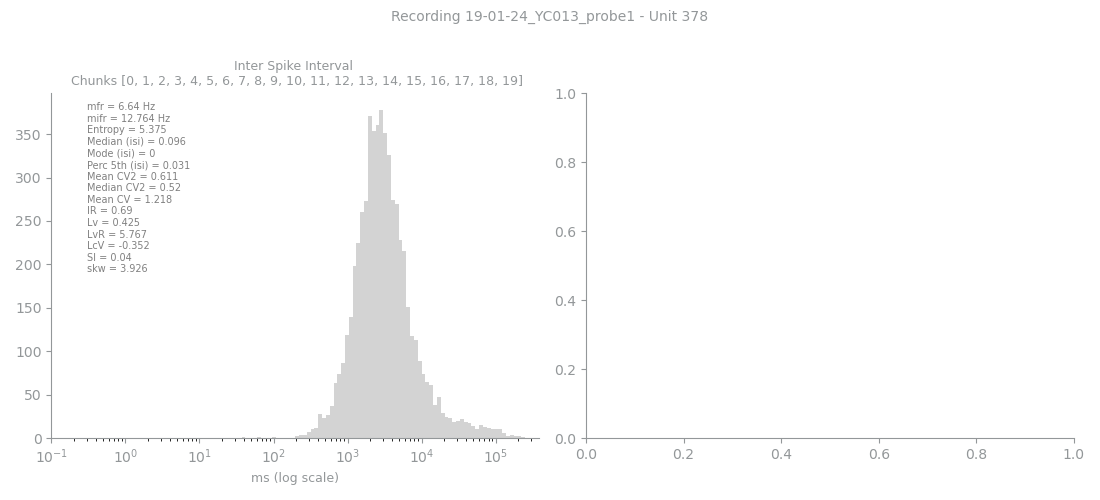 Recording 19-01-24_YC013_probe1 - Unit 378
Inter Spike Interval
Chunks [0, 1, 2, 3, 4, 5, 6, 7, 8, 9, 10, 11, 12, 13, 14, 15, 16, 17, 18, 19]
mfr = 6.64 Hz
mifr = 12.764 Hz
Entropy = 5.375
Median (isi) = 0.096
Mode (isi) = 0
Perc 5th (isi) = 0.031
Mean CV2 = 0.611
Median CV2 = 0.52
Mean CV = 1.218
IR = 0.69
Lv = 0.425
LvR = 5.767
LcV = -0.352
SI = 0.04
skw = 3.926
350
300
250
200
150
100
50
0
10⁻¹ 10⁰ 10¹ 10² 10³ 10⁴ 10⁵
ms (log scale)
1.0
0.8
0.6
0.4
0.2
0.0
0.0 0.2 0.4 0.6 0.8 1.0